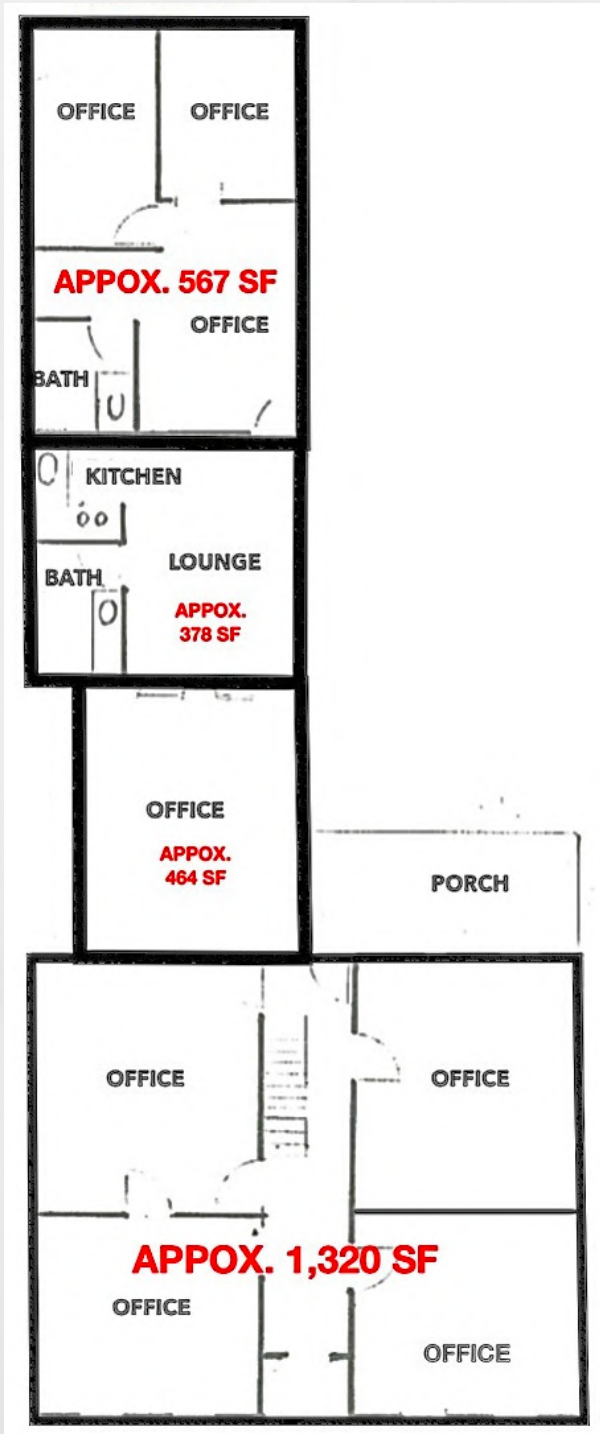 OFFICE
OFFICE
APPOX. 567 SF
OFFICE
BATH
KITCHEN
LOUNGE
BATH
APPOX.
378 SF
OFFICE
APPOX.
464 SF
PORCH
OFFICE
OFFICE
APPOX. 1,320 SF
OFFICE
OFFICE